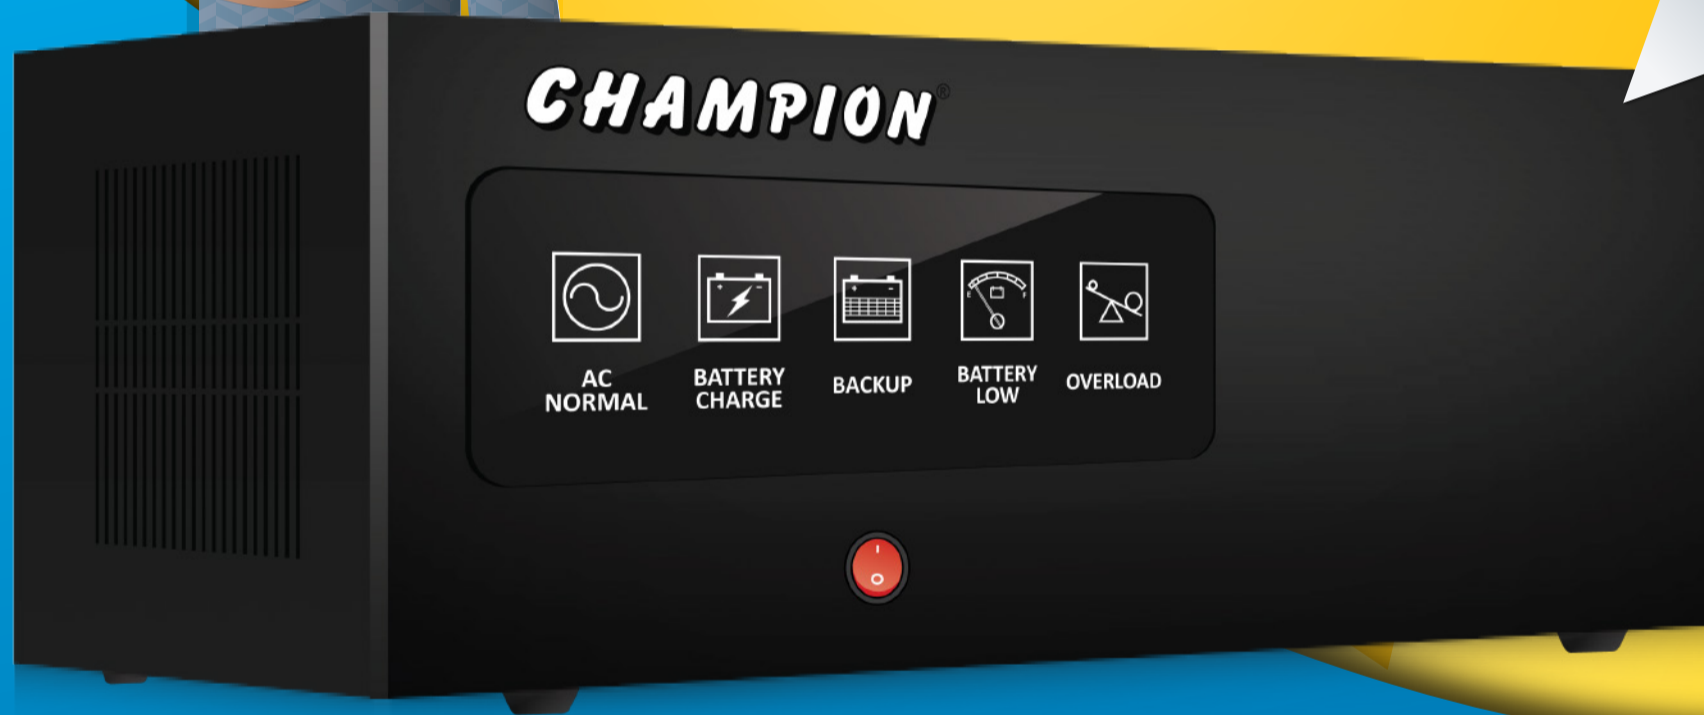 CHAMPION®
AC
NORMAL
BATTERY
CHARGE
BACKUP
BATTERY
LOW
OVERLOAD
+ -
+ -
E F
I
O